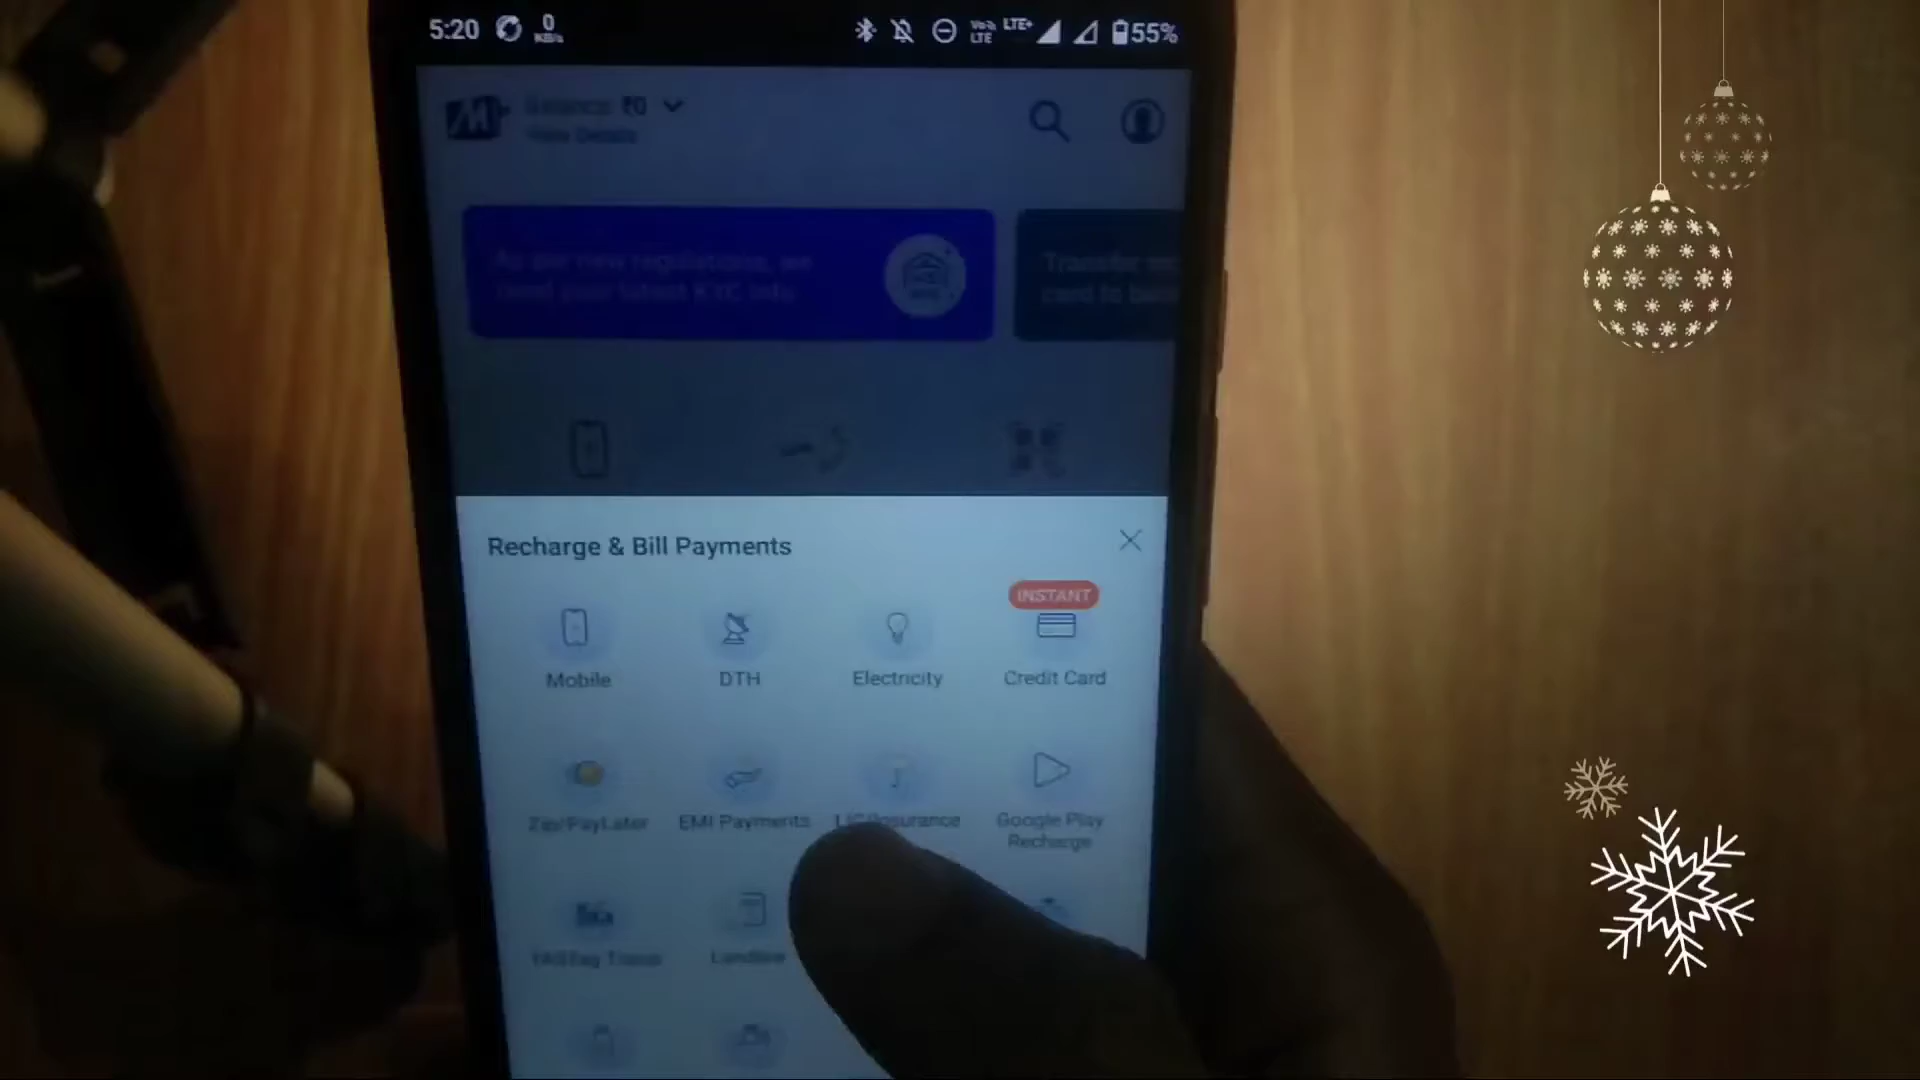 5:20 0 KB/s Vo)) LTE LTE+ 55%
Balance: ₹0
View Details
As per new regulations, we
need your latest KYC info
Transfer
card to bank
Recharge & Bill Payments
INSTANT
Mobile DTH Electricity Credit Card
Zip/PayLater EMI Payments LIC/Insurance Google Play
Recharge
FASTag Landline